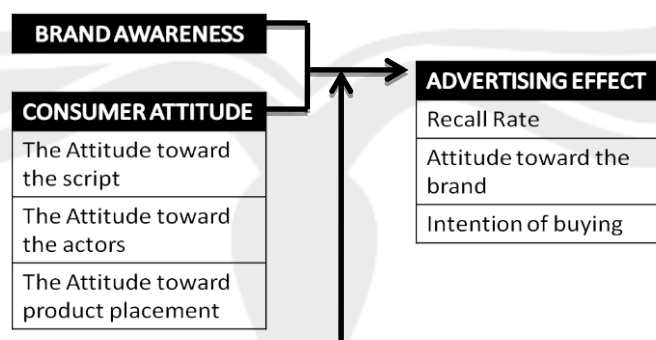 BRAND AWARENESS
CONSUMER ATTITUDE
The Attitude toward
the script
The Attitude toward
the actors
The Attitude toward
product placement
ADVERTISING EFFECT
Recall Rate
Attitude toward the
brand
Intention of buying